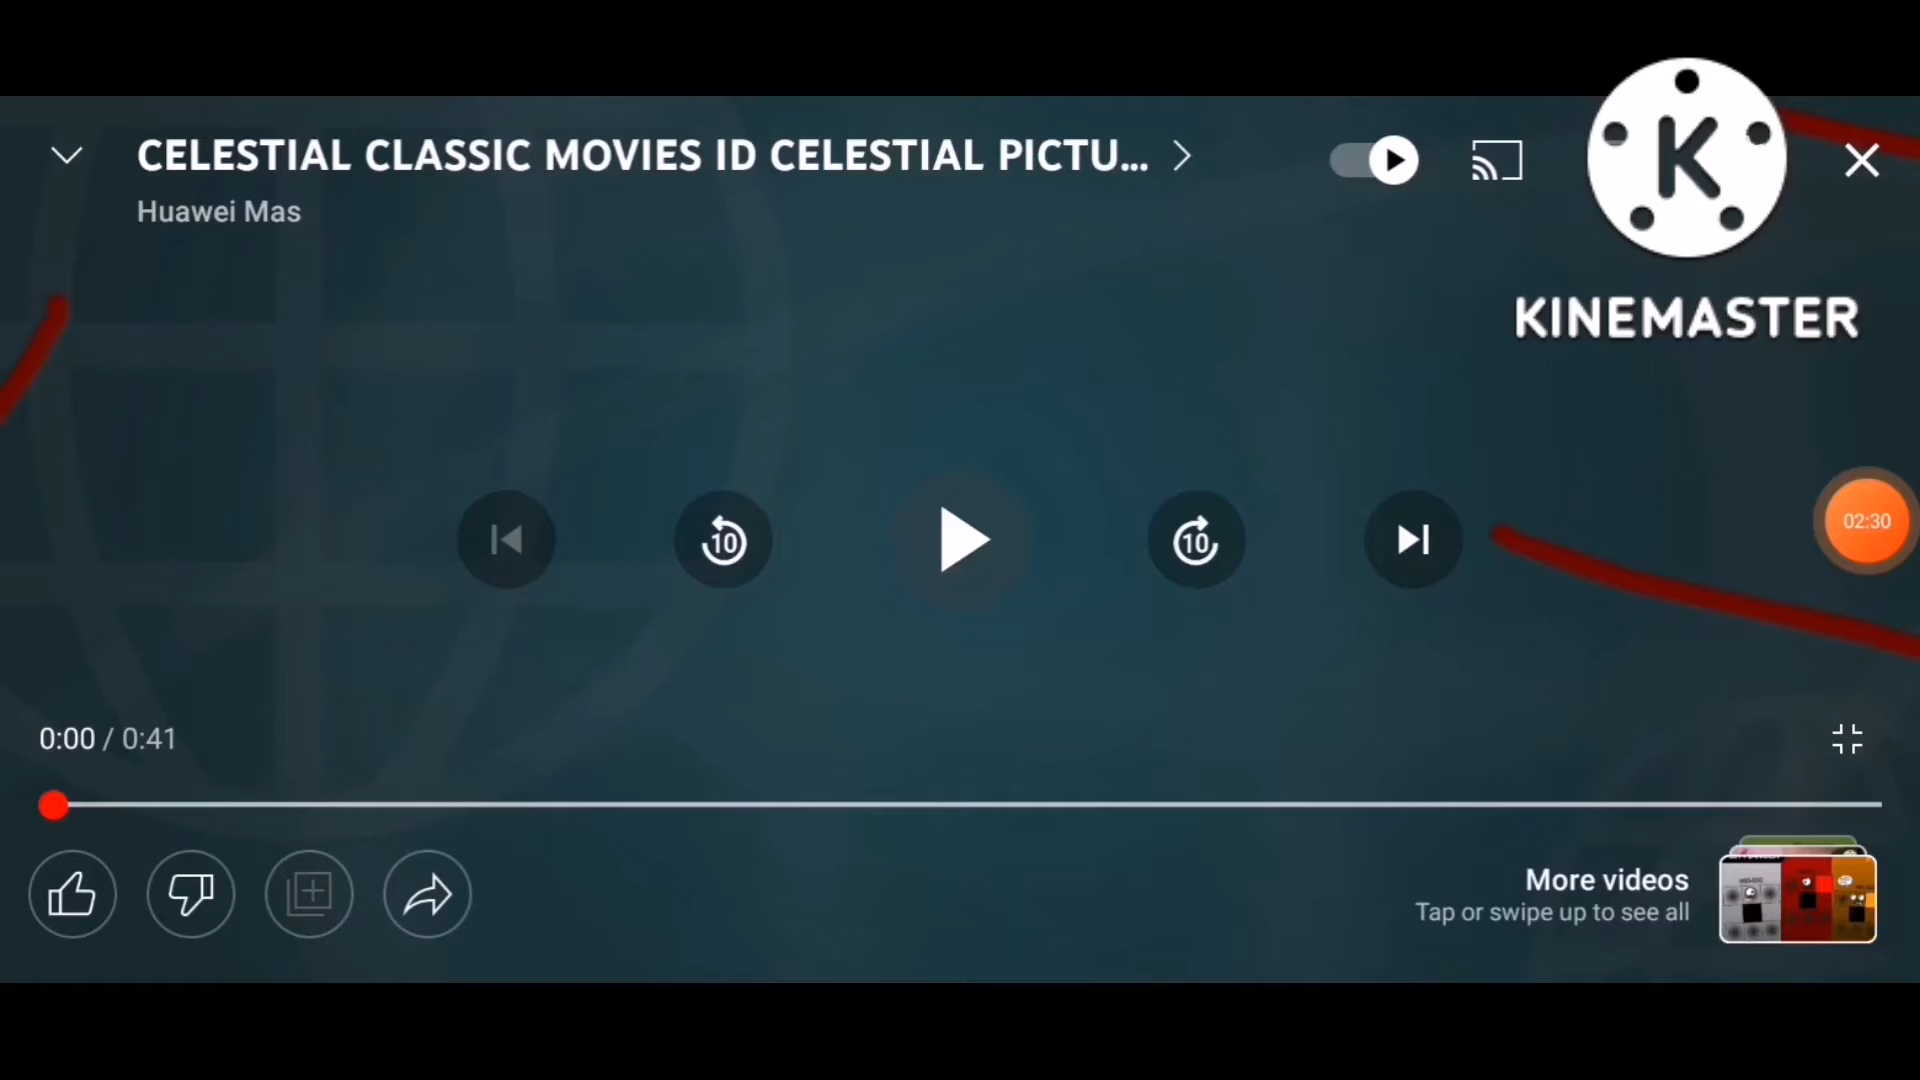 CELESTIAL CLASSIC MOVIES ID CELESTIAL PICTU...
Huawei Mas
K
KINEMASTER
10
10
02:30
0:00 / 0:41
More videos
Tap or swipe up to see all